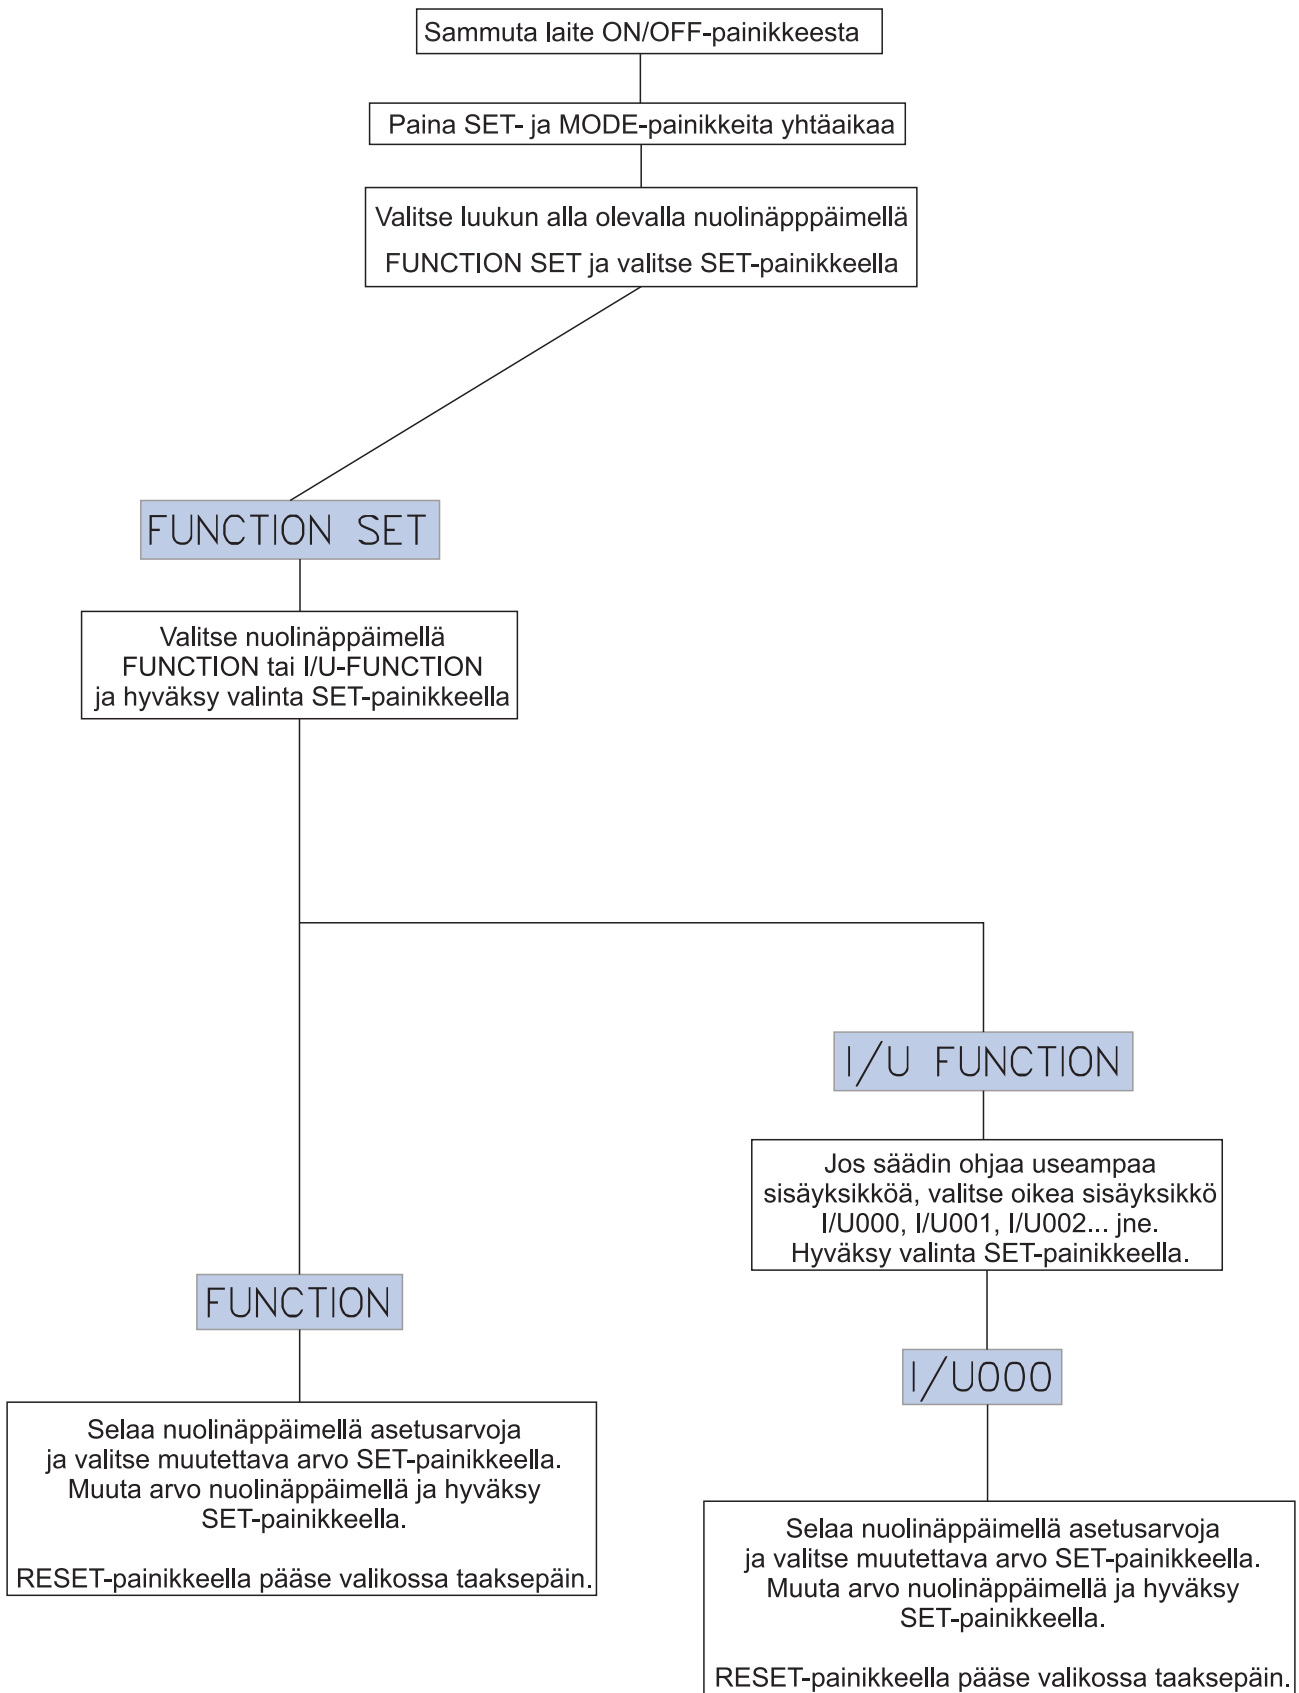 Sammuta laite ON/OFF-painikkeesta
Paina SET- ja MODE-painikkeita yhtäaikaa
Valitse luukun alla olevalla nuolinäpppäimellä
FUNCTION SET ja valitse SET-painikkeella
FUNCTION SET
Valitse nuolinäppäimellä
FUNCTION tai I/U-FUNCTION
ja hyväksy valinta SET-painikkeella
I/U FUNCTION
Jos säädin ohjaa useampaa
sisäyksikköä, valitse oikea sisäyksikkö
I/U000, I/U001, I/U002... jne.
Hyväksy valinta SET-painikkeella.
FUNCTION
I/U000
Selaa nuolinäppäimellä asetusarvoja
ja valitse muutettava arvo SET-painikkeella.
Muuta arvo nuolinäppäimellä ja hyväksy
SET-painikkeella.
RESET-painikkeella pääse valikossa taaksepäin.
Selaa nuolinäppäimellä asetusarvoja
ja valitse muutettava arvo SET-painikkeella.
Muuta arvo nuolinäppäimellä ja hyväksy
SET-painikkeella.
RESET-painikkeella pääse valikossa taaksepäin.